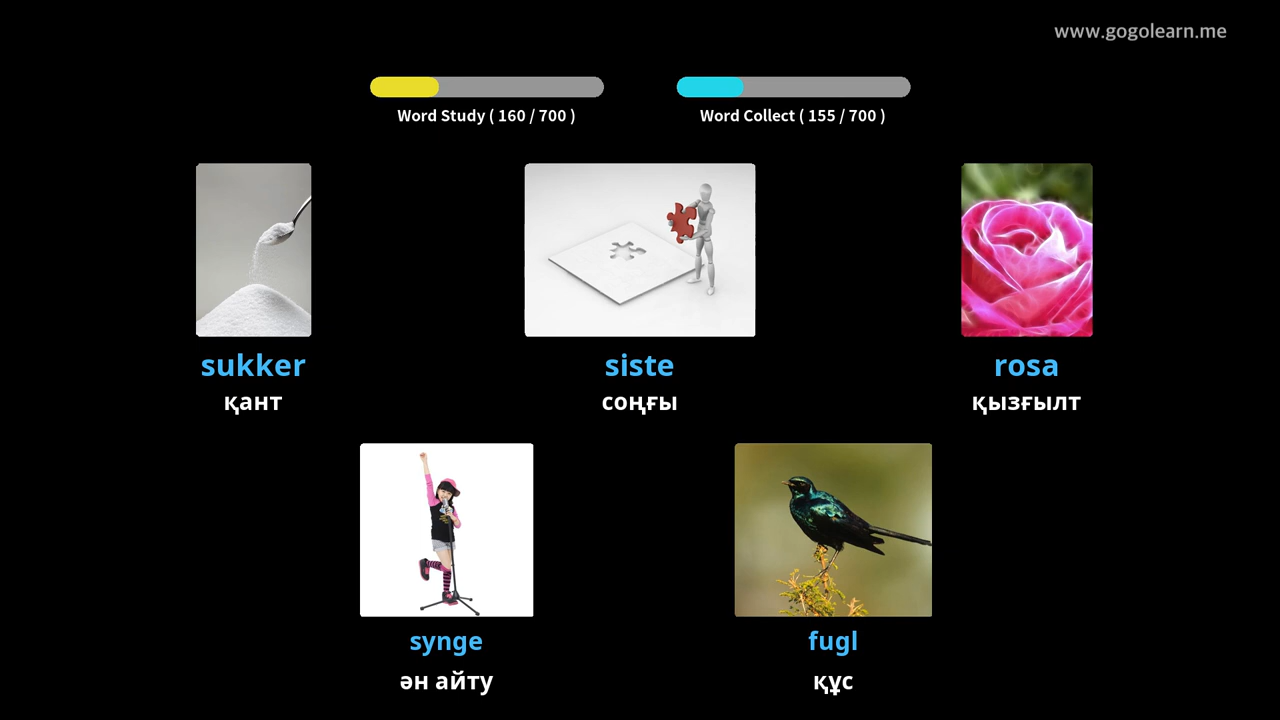 www.gogolearn.me
Word Study ( 160 / 700 )
Word Collect ( 155 / 700 )
sukker
қант
siste
соңғы
rosa
қызғылт
synge
ән айту
fugl
құс